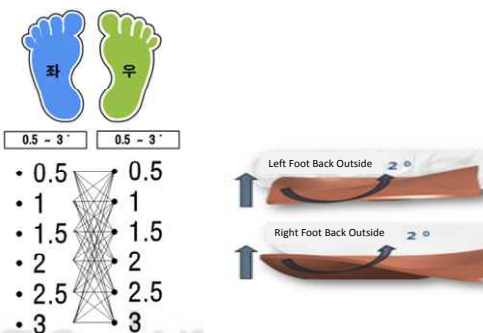 좌 우
0.5 ~ 3˙ 0.5 ~ 3˙
• 0.5 • 0.5
• 1 • 1
• 1.5 • 1.5
• 2 • 2
• 2.5 • 2.5
• 3 • 3
Left Foot Back Outside 2 °
Right Foot Back Outside 2 °